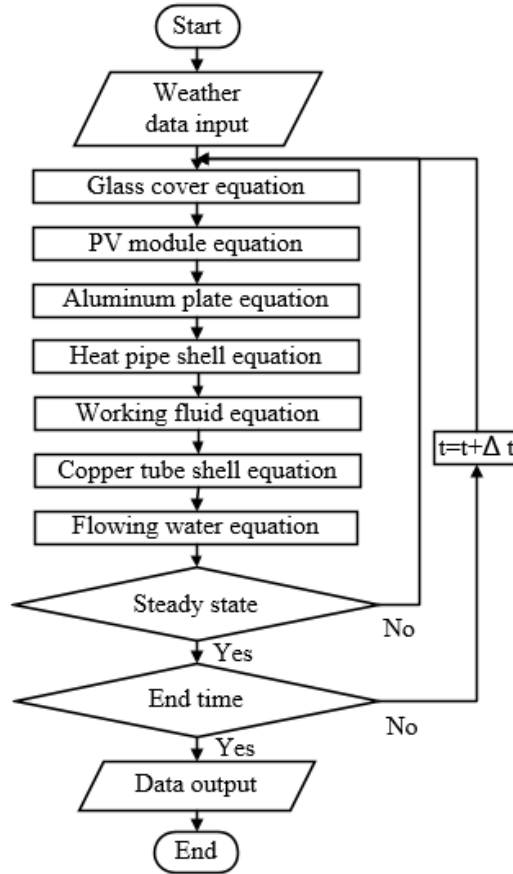 Start
Weather
data input
Glass cover equation
PV module equation
Aluminum plate equation
Heat pipe shell equation
Working fluid equation
t=t+Δ t
Copper tube shell equation
Flowing water equation
Steady state
No
Yes
End time
No
Yes
Data output
End